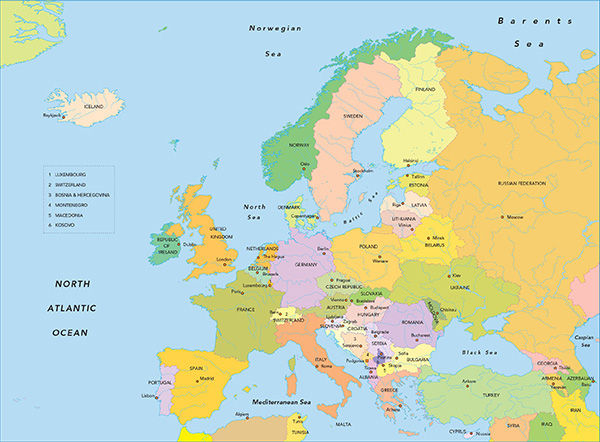 Norwegian
Sea
Barents
Sea
ICELAND
Reykjavik
FINLAND
SWEDEN
NORWAY
Oslo
Helsinki
Stockholm
Tallinn
ESTONIA
RUSSIAN FEDERATION
1 LUXEMBOURG
2 SWITZERLAND
3 BOSNIA & HERCEGOVINA
4 MONTENEGRO
5 MACEDONIA
6 KOSOVO
North
Sea
Baltic Sea
DENMARK
Copenhagen
Riga
LATVIA
LITHUANIA
Vilnius
Moscow
REPUBLIC
OF
IRELAND
Dublin
UNITED
KINGDOM
London
NETHERLANDS
The Hague
Berlin
POLAND
Warsaw
Minsk
BELARUS
BELGIUM
Brussels
GERMANY
Luxembourg
Prague
CZECH REPUBLIC
Kiev
UKRAINE
NORTH
ATLANTIC
OCEAN
Paris
FRANCE
SLOVAKIA
Vienna
Bratislava
AUSTRIA
Budapest
HUNGARY
MOLDOVA
Chisinau
Bern
2
SWITZERLAND
Ljubljana
SLOVENIA
Zagreb
CROATIA
ROMANIA
Belgrade
Bucharest
3
Sarajevo
SERBIA
SPAIN
Madrid
PORTUGAL
Lisbon
ITALY
Rome
Podgorica
4
Sofia
BULGARIA
Skopje
5
Tirana
ALBANIA
GREECE
Athens
Black Sea
Caspian
Sea
GEORGIA
Tbilisi
ARMENIA
Yerevan
AZERBAIJAN
Ankara
TURKEY
Mediterranean Sea
Algiers
Tunis
TUNISIA
MALTA
CYPRUS
Nicosia
SYRIA
IRAQ
IRAN